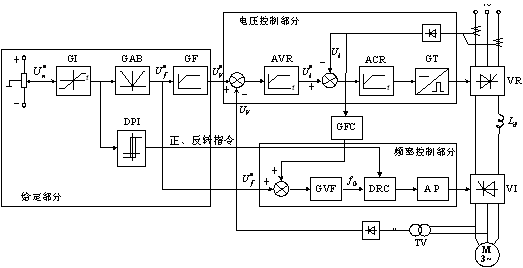 电压控制部分
GI
GAB
GF
AVR
ACR
GT
VR
U*n
U*f
U*v
U*i
Ui
Uv
+
−
DPI
正、反转指令
GFC
Ld
频率控制部分
给定部分
U*f
GVF
DRC
AP
VI
TV
M
3~